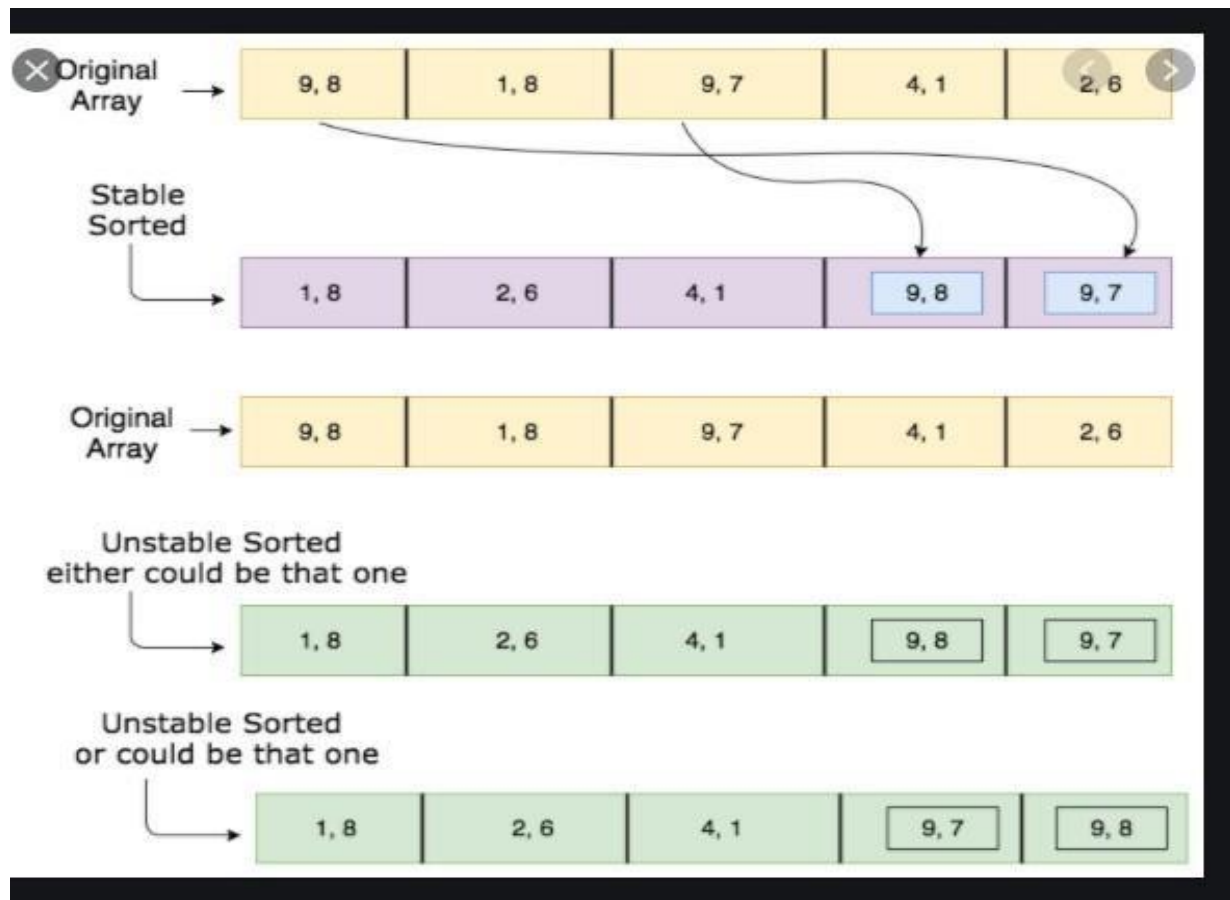 Original
Array
9, 8 1, 8 9, 7 4, 1 2, 6
Stable
Sorted
1, 8 2, 6 4, 1 9, 8 9, 7
Original
Array
9, 8 1, 8 9, 7 4, 1 2, 6
Unstable Sorted
either could be that one
1, 8 2, 6 4, 1 9, 8 9, 7
Unstable Sorted
or could be that one
1, 8 2, 6 4, 1 9, 7 9, 8